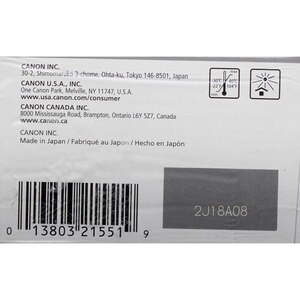 CANON INC.
30-2, Shimomaruko 3-chome, Ohta-ku, Tokyo 146-8501, Japan
CANON U.S.A., INC.
One Canon Park, Melville, NY 11747, U.S.A.
www.usa.canon.com/consumer
CANON CANADA INC.
8000 Mississauga Road, Brampton, Ontario L6Y 5Z7, Canada
www.canon.ca
CANON INC.
Made in Japan / Fabriqué au Japon / Hecho en Japón
0 13803 21551 9
2J18A08